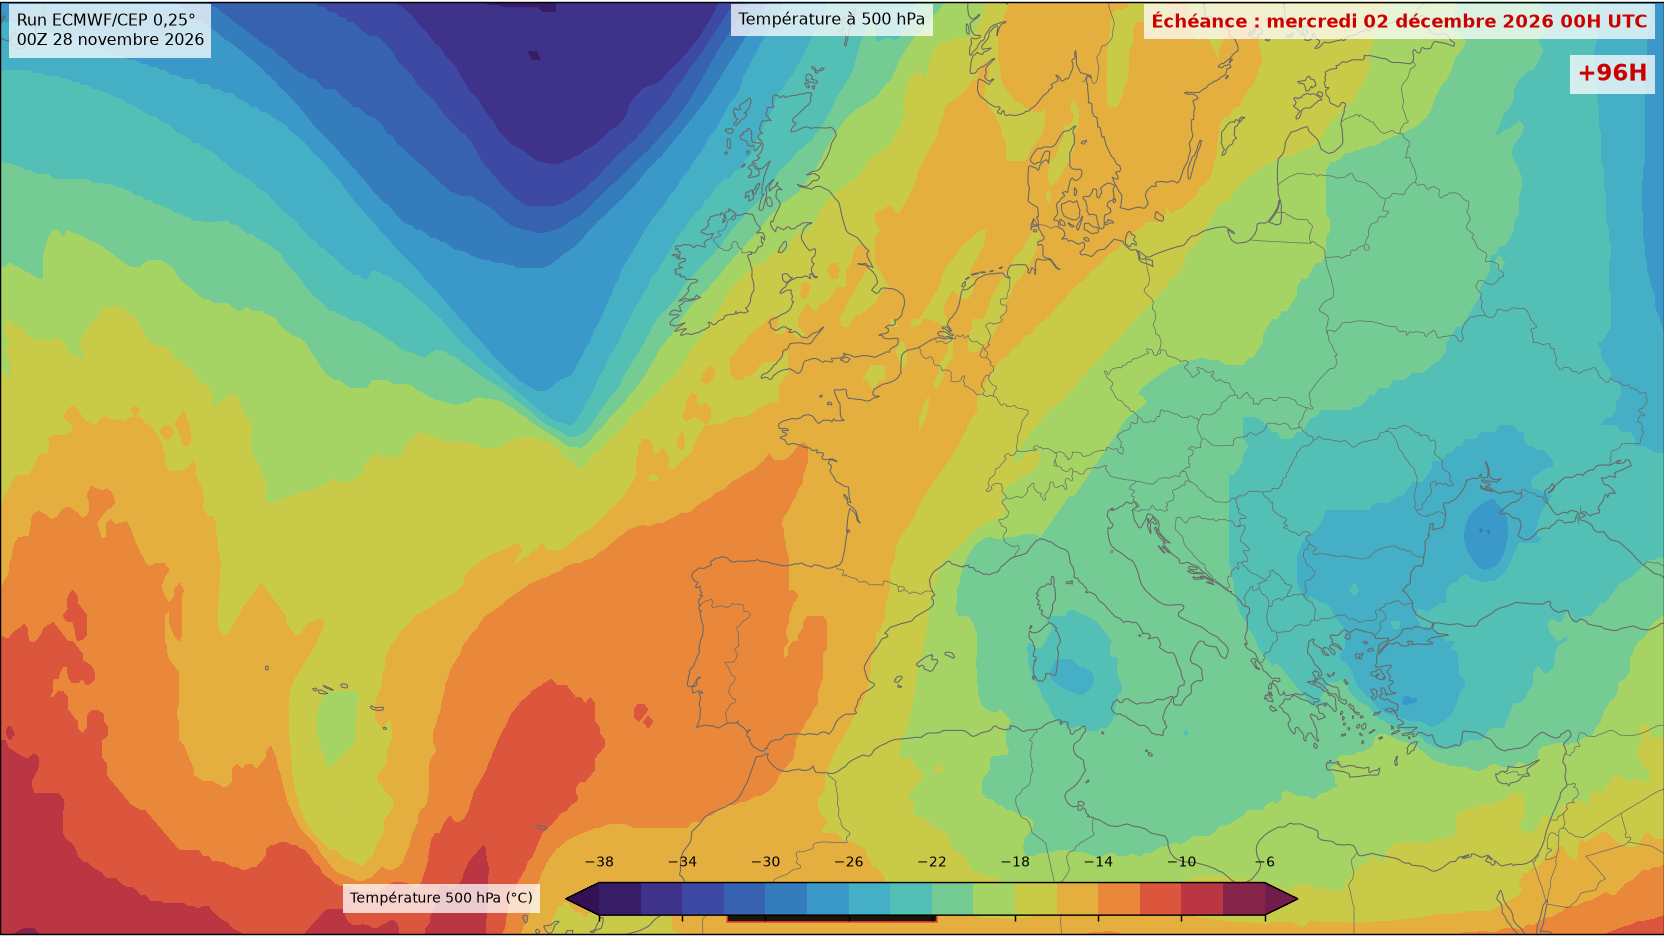 Run ECMWF/CEP 0,25°
00Z 28 novembre 2026
Température à 500 hPa
Échéance : mercredi 02 décembre 2026 00H UTC
+96H
−38 −34 −30 −26 −22 −18 −14 −10 −6
Température 500 hPa (°C)